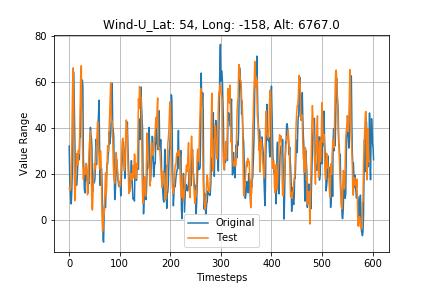 Wind-U_Lat: 54, Long: -158, Alt: 6767.0
80
60
40
20
0
Value Range
Original
Test
0 100 200 300 400 500 600
Timesteps